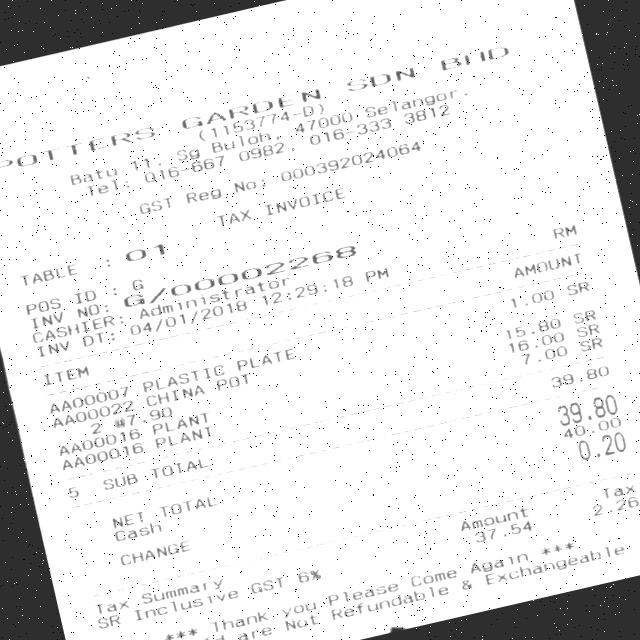 POTTERS GARDEN SDN BHD
(1153774-D)
Batu 11, Sg Buloh, 47000 Selangor.
Tel: 016-667 0982, 016-333 3812
GST Reg No: 000392024064
TAX INVOICE
TABLE : 01
POS ID : G
INV NO: G/00002268
CASHIER: Administrator
INV DT: 04/01/2018 12:29:18 PM
RM
ITEM AMOUNT
AA00007 PLASTIC PLATE 1.00 SR
AA00022 CHINA POT
2 #7.90 15.80 SR
AA00016 PLANT 16.00 SR
AA00016 PLANT 7.00 SR
5 SUB TOTAL 39.80
NET TOTAL 39.80
Cash 40.00
CHANGE 0.20
Tax Summary Amount Tax
SR Inclusive GST 6% 37.54 2.26
*** Thank you Please Come Again ***
are Not Refundable & Exchangeable